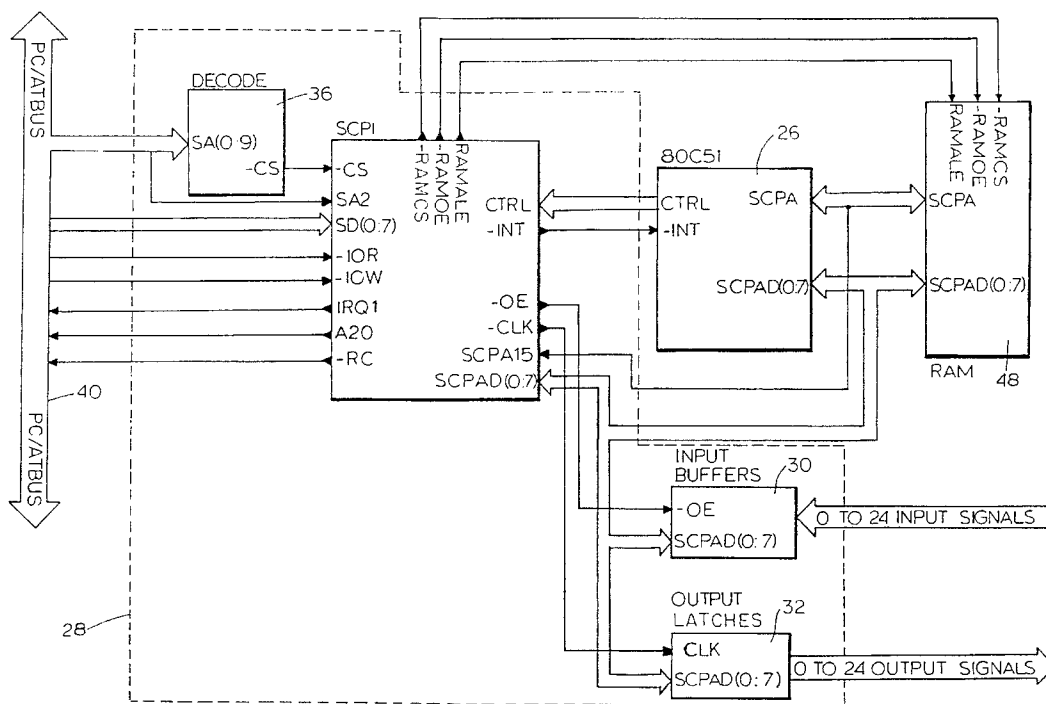 PC/ATBUS
DECODE
36
SA(0:9)
-CS
SCPI
-RAMCS
-RAMOE
RAMALE
-CS
SA2
SD(0:7)
-IOR
-IOW
IRQ1
A20
-RC
CTRL
-INT
-OE
-CLK
SCPA15
SCPAD(0:7)
80C51
26
CTRL
-INT
SCPA
SCPAD(0:7)
RAMALE
-RAMOE
-RAMCS
SCPA
SCPAD(0:7)
RAM
48
40
PC/ATBUS
28
INPUT
BUFFERS
30
-OE
SCPAD(0:7)
0 TO 24 INPUT SIGNALS
OUTPUT
LATCHES
32
CLK
SCPAD(0:7)
0 TO 24 OUTPUT SIGNALS